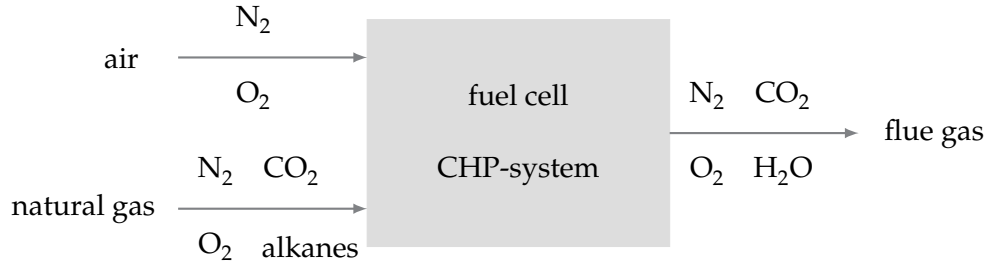 air
N₂
O₂
natural gas
N₂ CO₂
O₂ alkanes
fuel cell
CHP-system
N₂ CO₂
O₂ H₂O
flue gas